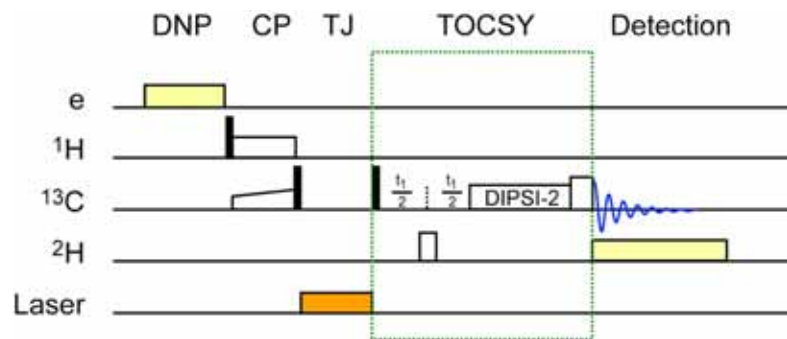 DNP CP TJ TOCSY Detection
e
¹H
¹³C t₁/2 t₁/2 DIPSI-2
²H
Laser